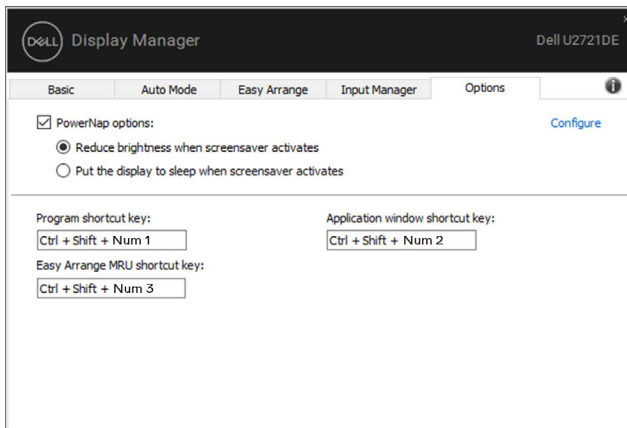 DELL Display Manager
Dell U2721DE
Basic
Auto Mode
Easy Arrange
Input Manager
Options
PowerNap options:
Configure
Reduce brightness when screensaver activates
Put the display to sleep when screensaver activates
Program shortcut key:
Application window shortcut key:
Ctrl + Shift + Num 1
Ctrl + Shift + Num 2
Easy Arrange MRU shortcut key:
Ctrl + Shift + Num 3